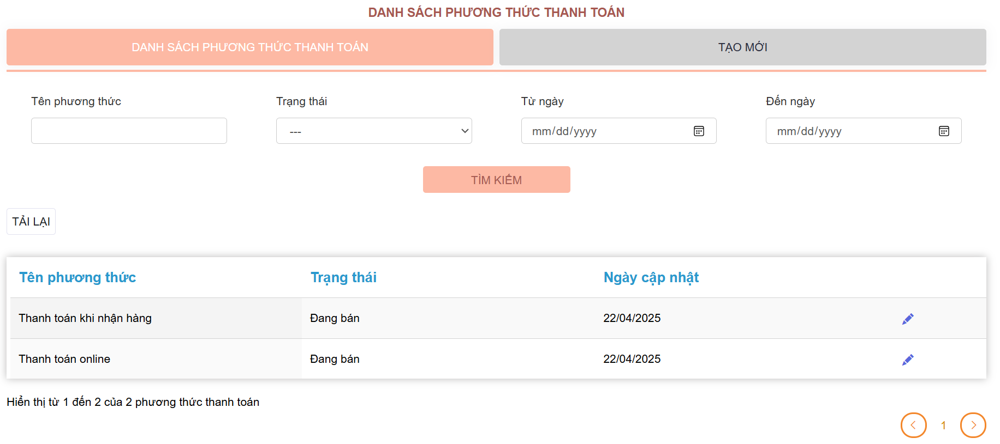 DANH SÁCH PHƯƠNG THỨC THANH TOÁN
DANH SÁCH PHƯƠNG THỨC THANH TOÁN TẠO MỚI
Tên phương thức Trạng thái Từ ngày Đến ngày
--- mm/dd/yyyy mm/dd/yyyy
TÌM KIẾM
TẢI LẠI
Tên phương thức Trạng thái Ngày cập nhật
Thanh toán khi nhận hàng Đang bán 22/04/2025
Thanh toán online Đang bán 22/04/2025
Hiển thị từ 1 đến 2 của 2 phương thức thanh toán
1